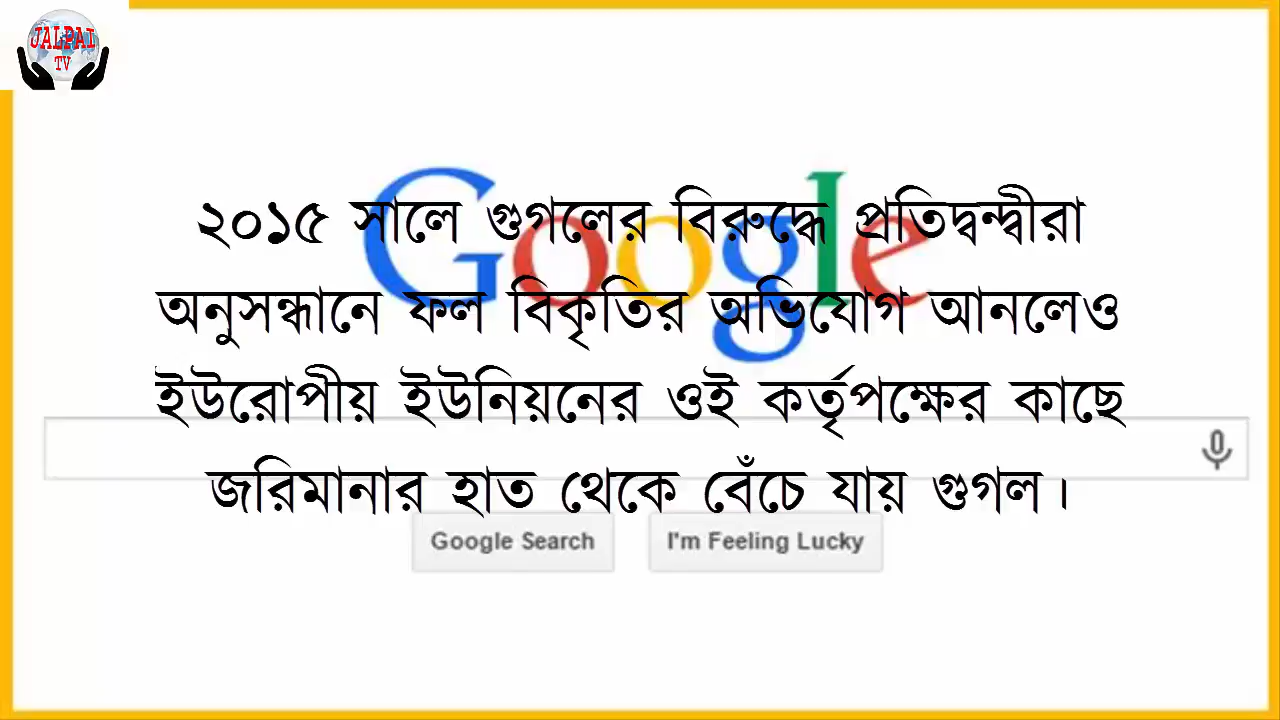 JALPAI
TV
Google
২০১৫ সালে গুগলের বিরুদ্ধে প্রতিদ্বন্দ্বীরা
অনুসন্ধানে ফল বিকৃতির অভিযোগ আনলেও
ইউরোপীয় ইউনিয়নের ওই কর্তৃপক্ষের কাছে
জরিমানার হাত থেকে বেঁচে যায় গুগল।
Google Search
I'm Feeling Lucky